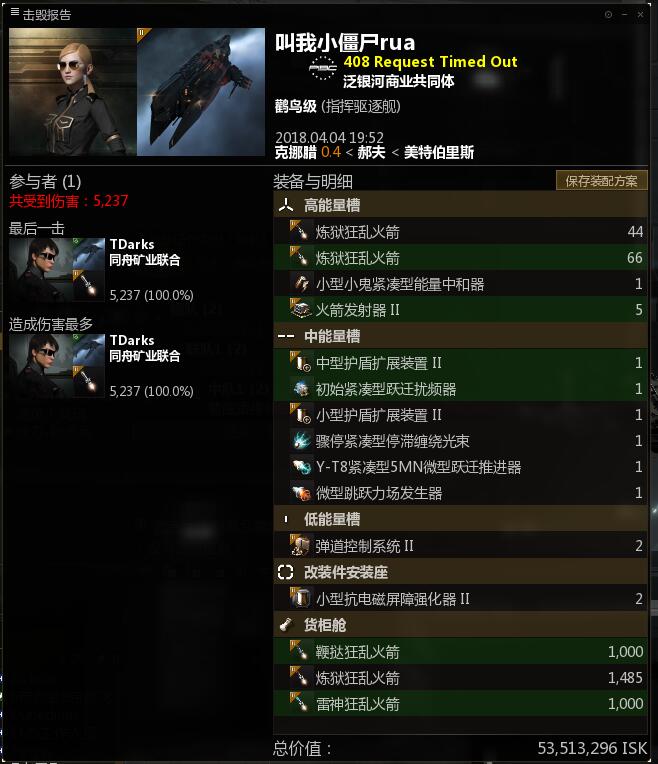 击毁报告
叫我小僵尸rua
408 Request Timed Out
泛银河商业共同体
鹳鸟级 (指挥驱逐舰)
2018.04.04 19:52
克挪腊 0.4 < 郝夫 < 美特伯里斯
参与者 (1)
共受到伤害：5,237
最后一击
TDarks
同舟矿业联合
5,237 (100.0%)
造成伤害最多
TDarks
同舟矿业联合
5,237 (100.0%)
装备与明细
保存装配方案
高能量槽
炼狱狂乱火箭 44
炼狱狂乱火箭 66
小型小鬼紧凑型能量中和器 1
火箭发射器 II 5
中能量槽
中型护盾扩展装置 II 1
初始紧凑型跃迁扰频器 1
小型护盾扩展装置 II 1
骤停紧凑型停滞缠绕光束 1
Y-T8紧凑型5MN微型跃迁推进器 1
微型跳跃力场发生器 1
低能量槽
弹道控制系统 II 2
改装件安装座
小型抗电磁屏障强化器 II 2
货柜舱
鞭挞狂乱火箭 1,000
炼狱狂乱火箭 1,485
雷神狂乱火箭 1,000
总价值： 53,513,296 ISK